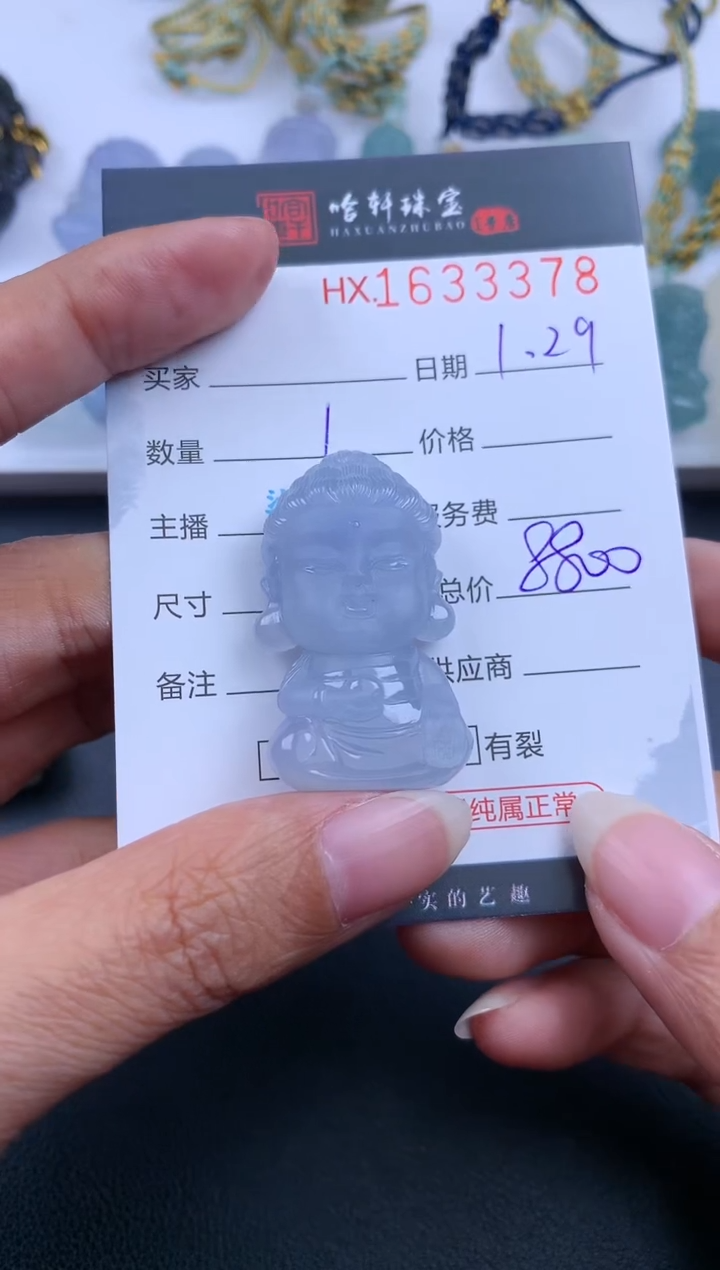 哈轩珠宝
HAXUANZHUBAO
HX.1633378
买家 日期 1.29
数量 1 价格
主播 务费
尺寸 总价 8800
备注 供应商
有裂
纯属正常
实的艺趣